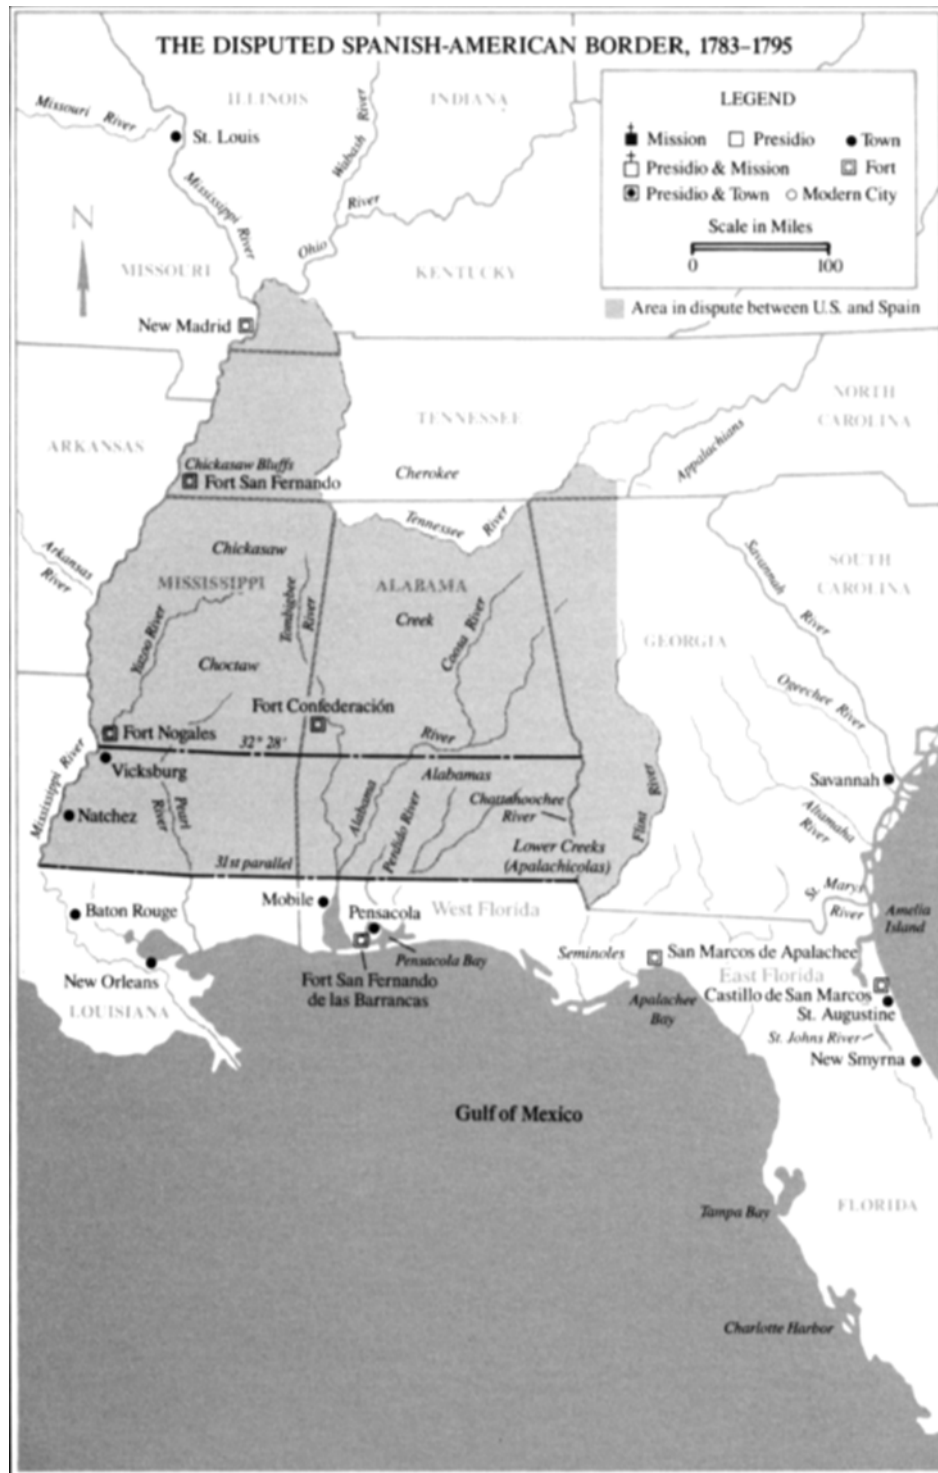 THE DISPUTED SPANISH-AMERICAN BORDER, 1783–1795
ILLINOIS
INDIANA
Missouri River
St. Louis
Wabash River
Mississippi River
Ohio River
N
MISSOURI
KENTUCKY
LEGEND
Mission
Presidio
Town
Presidio & Mission
Fort
Presidio & Town
Modern City
Scale in Miles
0
100
Area in dispute between U.S. and Spain
New Madrid
TENNESSEE
NORTH
CAROLINA
ARKANSAS
Appalachians
Chickasaw Bluffs
Fort San Fernando
Cherokee
Tennessee River
Arkansas
River
Chickasaw
MISSISSIPPI
Tombigbee
River
ALABAMA
Creek
Coosa River
Savannah River
SOUTH
CAROLINA
Yazoo River
Choctaw
GEORGIA
Ogeechee River
Fort Confederación
Fort Nogales
32° 28'
Mississippi River
Vicksburg
Natchez
Pearl
River
Alabama River
Alabamas
Perdido River
Chattahoochee
River
Flint River
Lower Creeks
(Apalachicolas)
Savannah
Altamaha
River
31st parallel
St. Marys
River
Amelia
Island
Baton Rouge
Mobile
Pensacola
West Florida
New Orleans
LOUISIANA
Pensacola Bay
Fort San Fernando
de las Barrancas
Seminoles
San Marcos de Apalachee
East Florida
Apalachee
Bay
Castillo de San Marcos
St. Augustine
St. Johns River
New Smyrna
Gulf of Mexico
Tampa Bay
FLORIDA
Charlotte Harbor